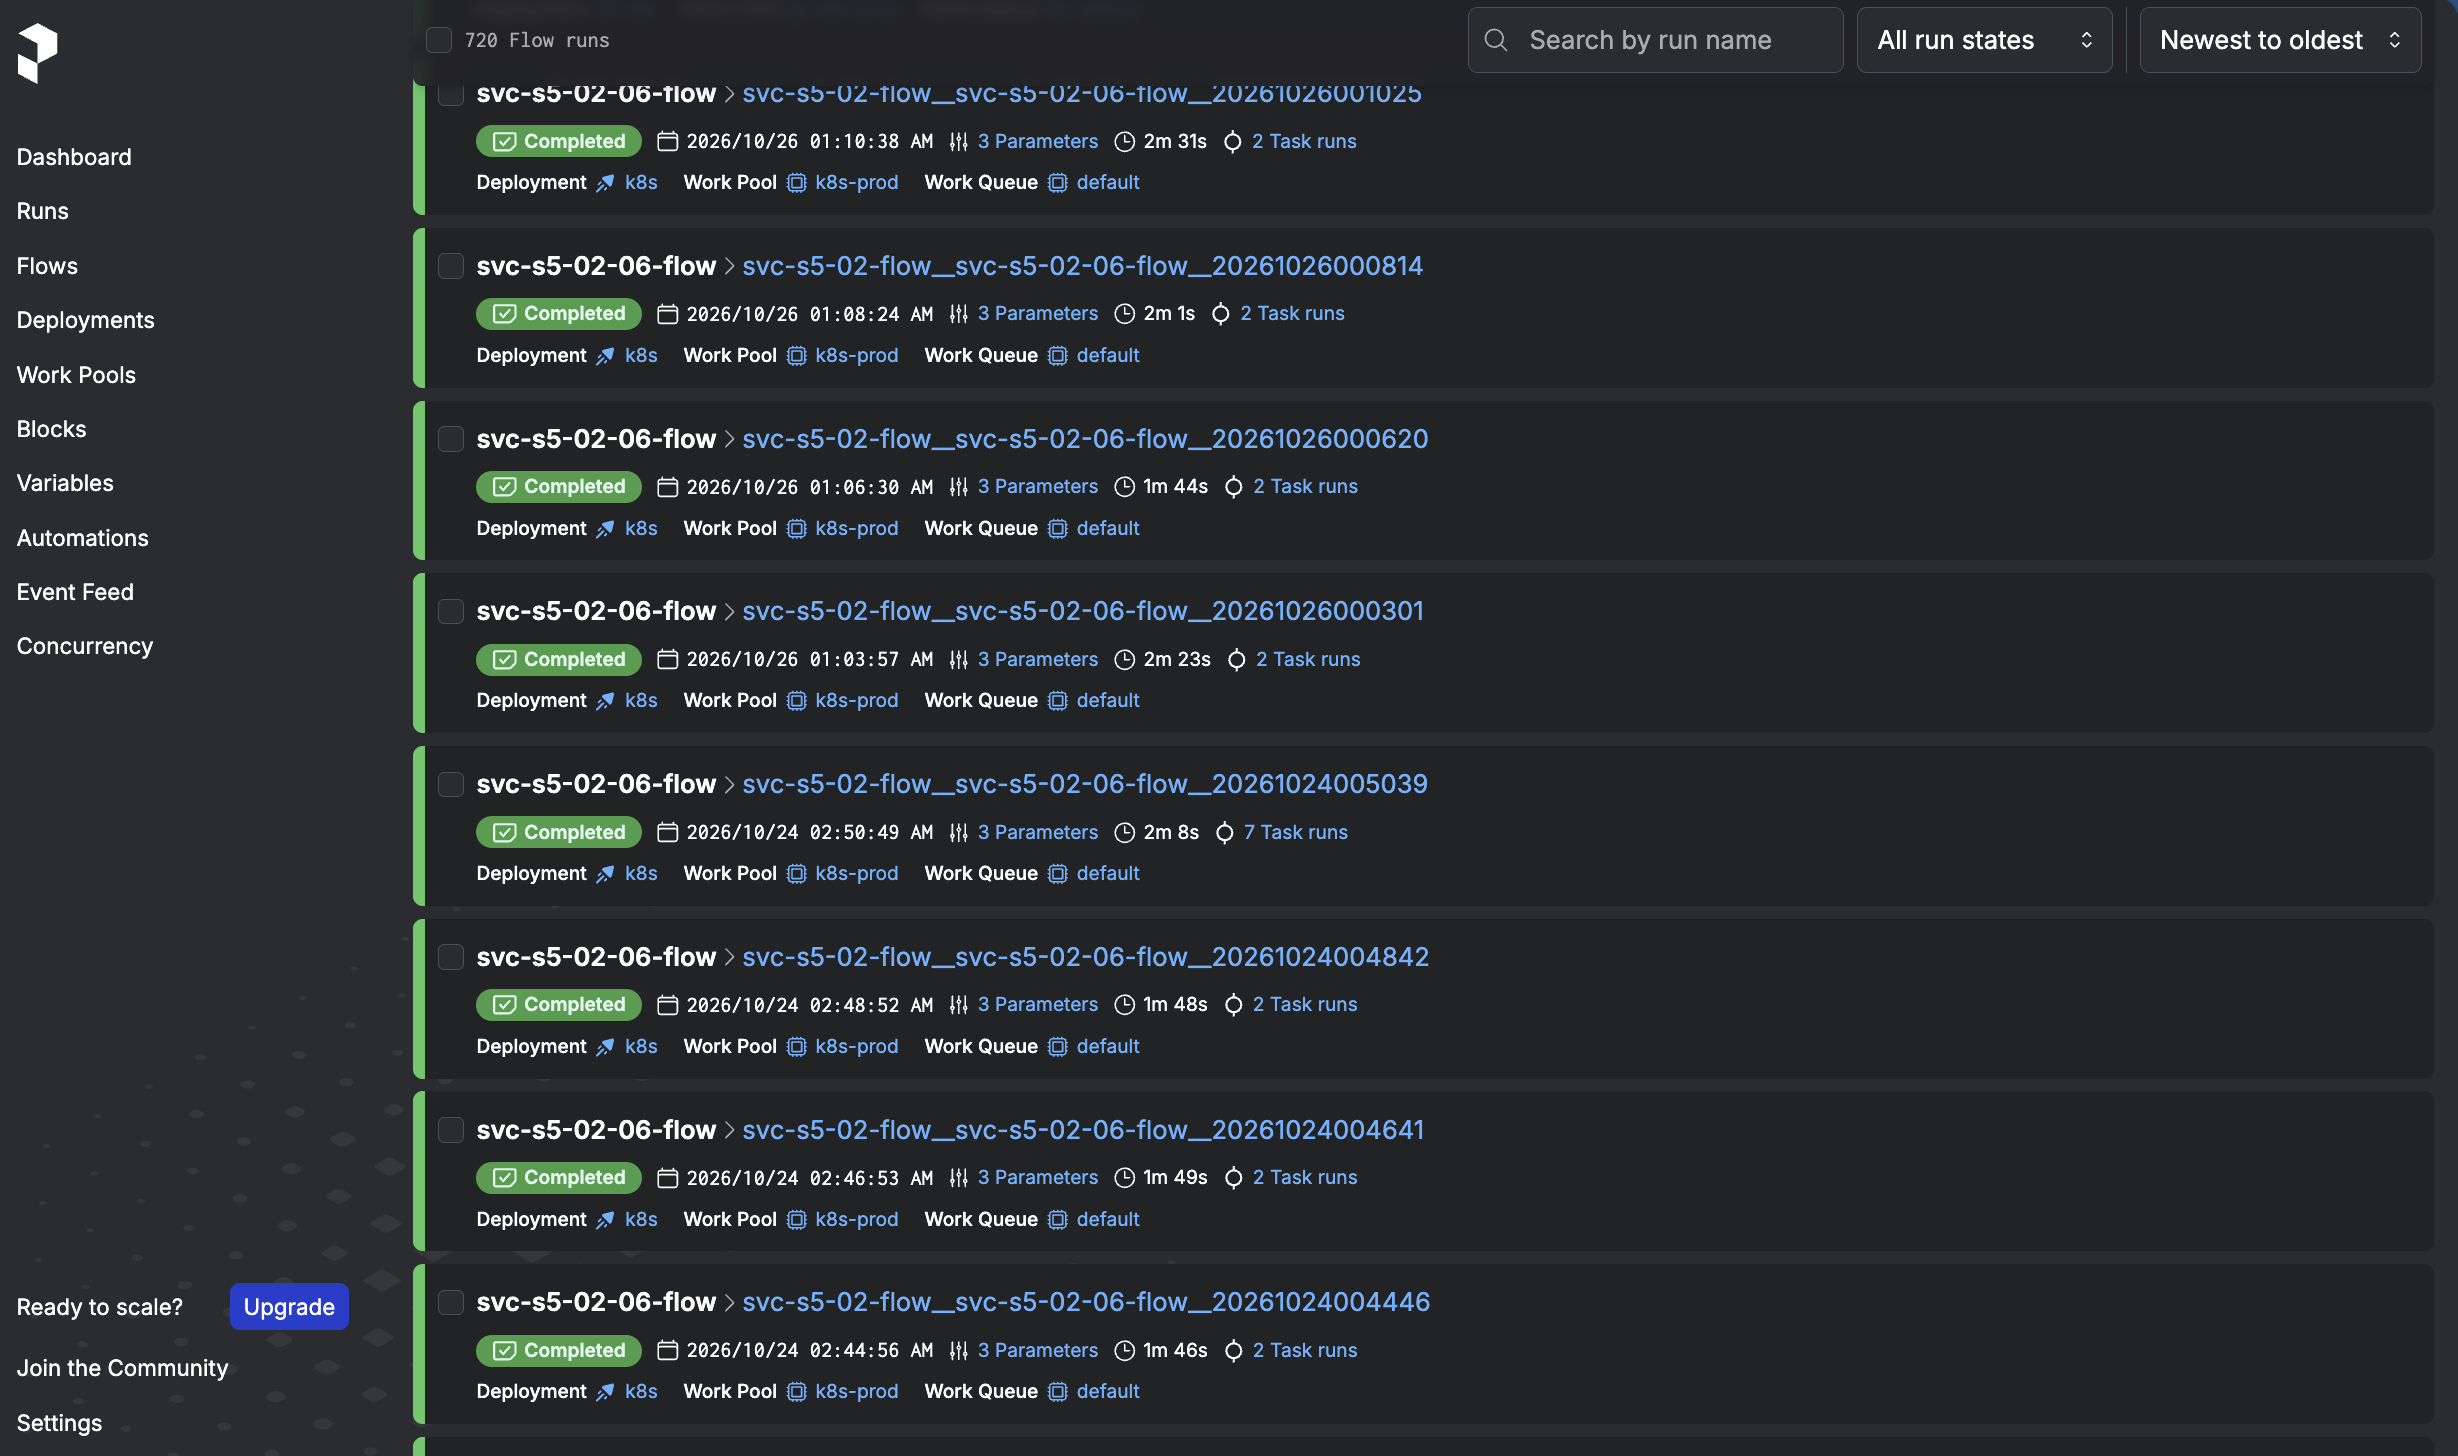 720 Flow runs
Search by run name
All run states
Newest to oldest
Dashboard
Runs
Flows
Deployments
Work Pools
Blocks
Variables
Automations
Event Feed
Concurrency
Ready to scale?
Upgrade
Join the Community
Settings
svc-s5-02-06-flow > svc-s5-02-flow__svc-s5-02-06-flow__20261026001025
Completed 2026/10/26 01:10:38 AM 3 Parameters 2m 31s 2 Task runs
Deployment k8s Work Pool k8s-prod Work Queue default
svc-s5-02-06-flow > svc-s5-02-flow__svc-s5-02-06-flow__20261026000814
Completed 2026/10/26 01:08:24 AM 3 Parameters 2m 1s 2 Task runs
Deployment k8s Work Pool k8s-prod Work Queue default
svc-s5-02-06-flow > svc-s5-02-flow__svc-s5-02-06-flow__20261026000620
Completed 2026/10/26 01:06:30 AM 3 Parameters 1m 44s 2 Task runs
Deployment k8s Work Pool k8s-prod Work Queue default
svc-s5-02-06-flow > svc-s5-02-flow__svc-s5-02-06-flow__20261026000301
Completed 2026/10/26 01:03:57 AM 3 Parameters 2m 23s 2 Task runs
Deployment k8s Work Pool k8s-prod Work Queue default
svc-s5-02-06-flow > svc-s5-02-flow__svc-s5-02-06-flow__20261024005039
Completed 2026/10/24 02:50:49 AM 3 Parameters 2m 8s 7 Task runs
Deployment k8s Work Pool k8s-prod Work Queue default
svc-s5-02-06-flow > svc-s5-02-flow__svc-s5-02-06-flow__20261024004842
Completed 2026/10/24 02:48:52 AM 3 Parameters 1m 48s 2 Task runs
Deployment k8s Work Pool k8s-prod Work Queue default
svc-s5-02-06-flow > svc-s5-02-flow__svc-s5-02-06-flow__20261024004641
Completed 2026/10/24 02:46:53 AM 3 Parameters 1m 49s 2 Task runs
Deployment k8s Work Pool k8s-prod Work Queue default
svc-s5-02-06-flow > svc-s5-02-flow__svc-s5-02-06-flow__20261024004446
Completed 2026/10/24 02:44:56 AM 3 Parameters 1m 46s 2 Task runs
Deployment k8s Work Pool k8s-prod Work Queue default